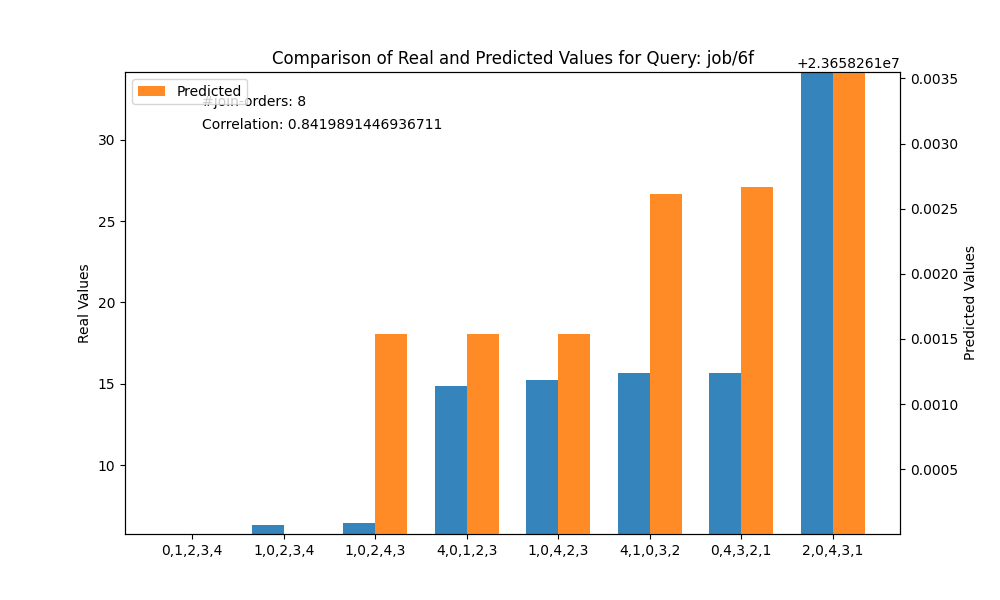 Comparison of Real and Predicted Values for Query: job/6f
+2.3658261e7
Predicted
#join-orders: 8
Correlation: 0.8419891446936711
Real Values
30
25
20
15
10
0.0035
0.0030
0.0025
0.0020
0.0015
0.0010
0.0005
Predicted Values
0,1,2,3,4
1,0,2,3,4
1,0,2,4,3
4,0,1,2,3
1,0,4,2,3
4,1,0,3,2
0,4,3,2,1
2,0,4,3,1